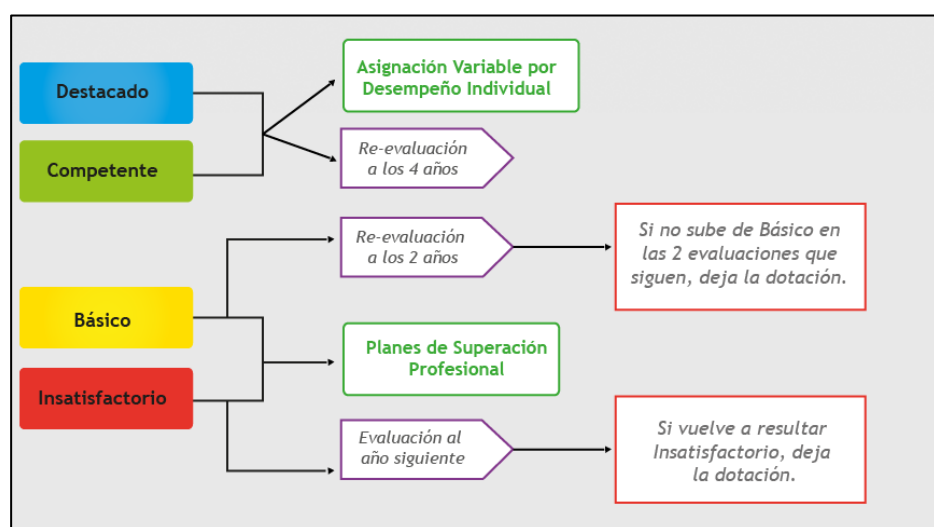 Destacado
Competente
Asignación Variable por
Desempeño Individual
Re-evaluación
a los 4 años
Básico
Insatisfactorio
Re-evaluación
a los 2 años
Si no sube de Básico en
las 2 evaluaciones que
siguen, deja la dotación.
Planes de Superación
Profesional
Evaluación al
año siguiente
Si vuelve a resultar
Insatisfactorio, deja
la dotación.